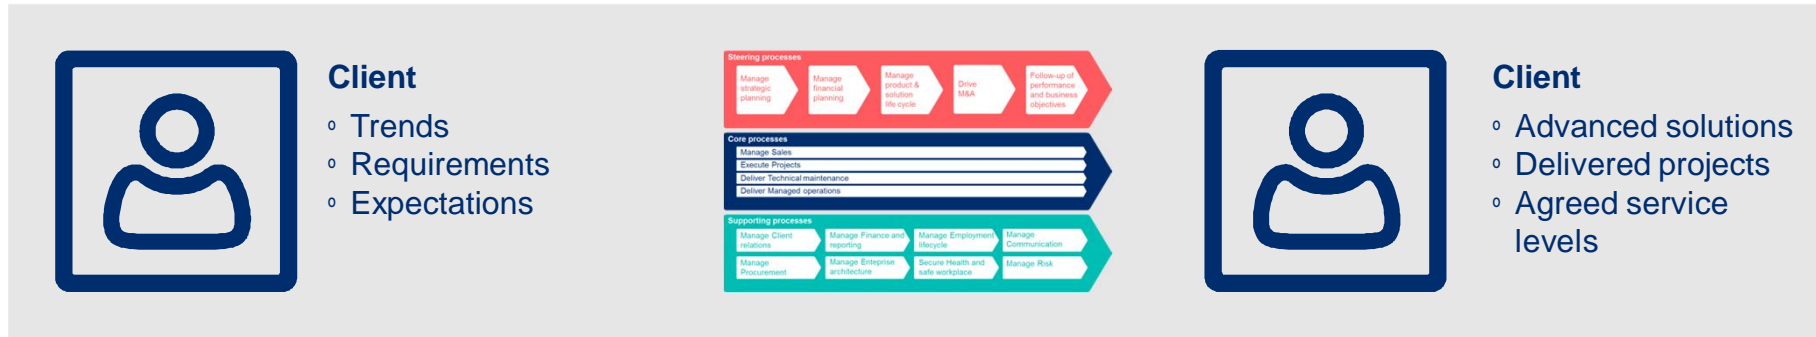 Client
° Trends
° Requirements
° Expectations
Steering processes
Manage
strategic
planning
Manage
financial
planning
Manage
product &
solution
life cycle
Drive
M&A
Follow-up of
performance
and business
objectives
Core processes
Manage Sales
Execute Projects
Deliver Technical maintenance
Deliver Managed operations
Supporting processes
Manage Client
relations
Manage Finance and
reporting
Manage Employment
lifecycle
Manage
Communication
Manage
Procurement
Manage Enteprise
architecture
Secure Health and
safe workplace
Manage Risk
Client
° Advanced solutions
° Delivered projects
° Agreed service
levels